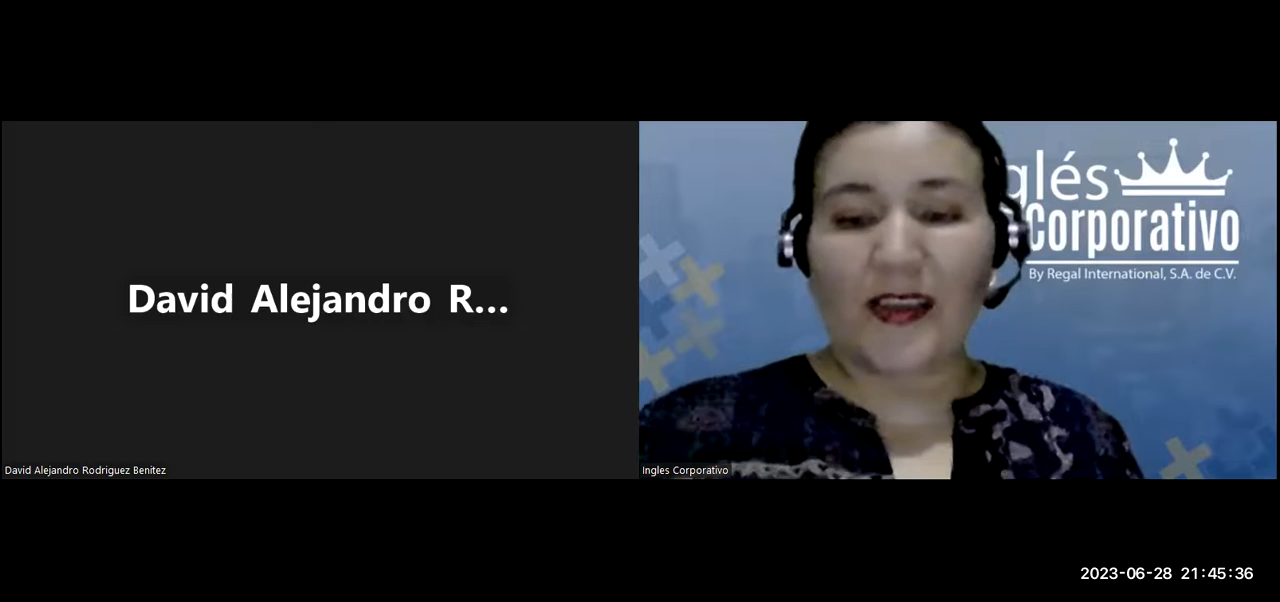 David Alejandro R...
David Alejandro Rodriguez Benitez
glés
Corporativo
By Regal International, S.A. de C.V.
Ingles Corporativo
2023-06-28 21:45:36